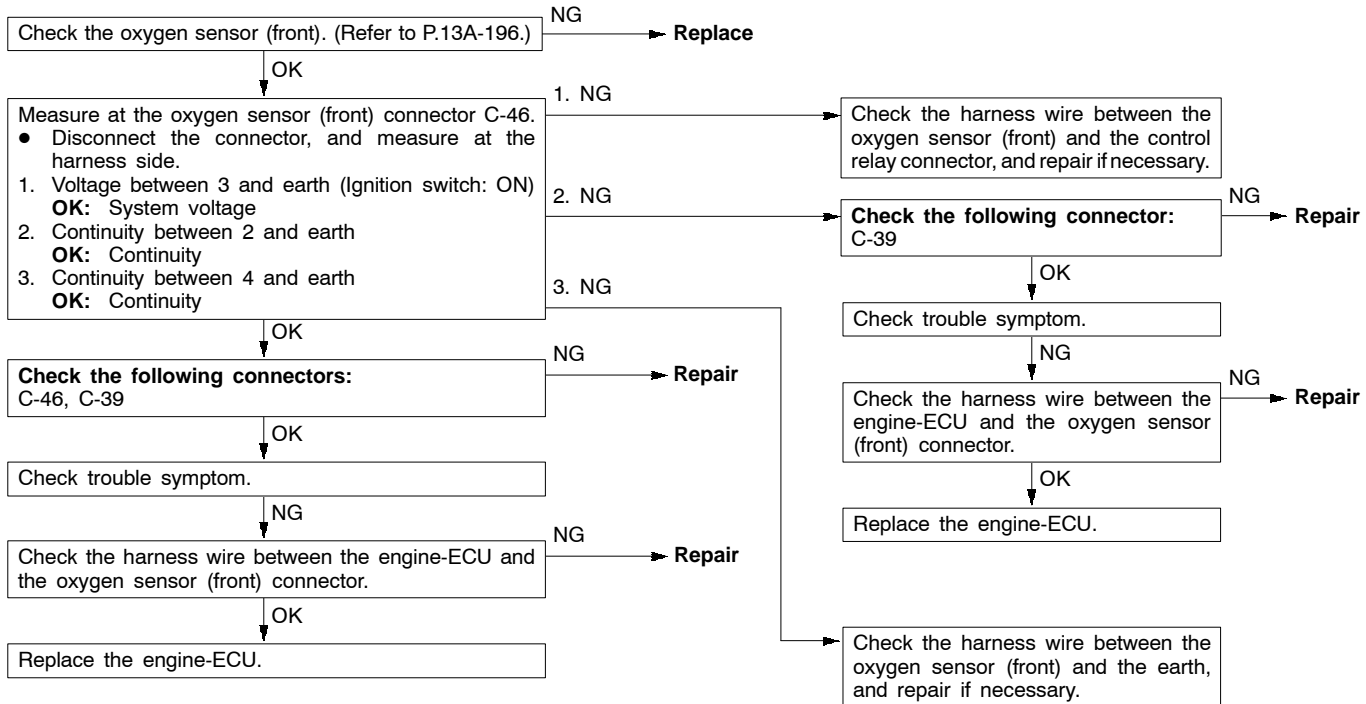 Check the oxygen sensor (front). (Refer to P.13A-196.)
NG
Replace
OK
Measure at the oxygen sensor (front) connector C-46.
● Disconnect the connector, and measure at the
harness side.
1. Voltage between 3 and earth (Ignition switch: ON)
OK: System voltage
2. Continuity between 2 and earth
OK: Continuity
3. Continuity between 4 and earth
OK: Continuity
1. NG
Check the harness wire between the
oxygen sensor (front) and the control
relay connector, and repair if necessary.
2. NG
Check the following connector:
C-39
NG
Repair
OK
Check trouble symptom.
NG
Check the harness wire between the
engine-ECU and the oxygen sensor
(front) connector.
NG
Repair
OK
Replace the engine-ECU.
3. NG
Check the harness wire between the
oxygen sensor (front) and the earth,
and repair if necessary.
OK
Check the following connectors:
C-46, C-39
NG
Repair
OK
Check trouble symptom.
NG
Check the harness wire between the engine-ECU and
the oxygen sensor (front) connector.
NG
Repair
OK
Replace the engine-ECU.